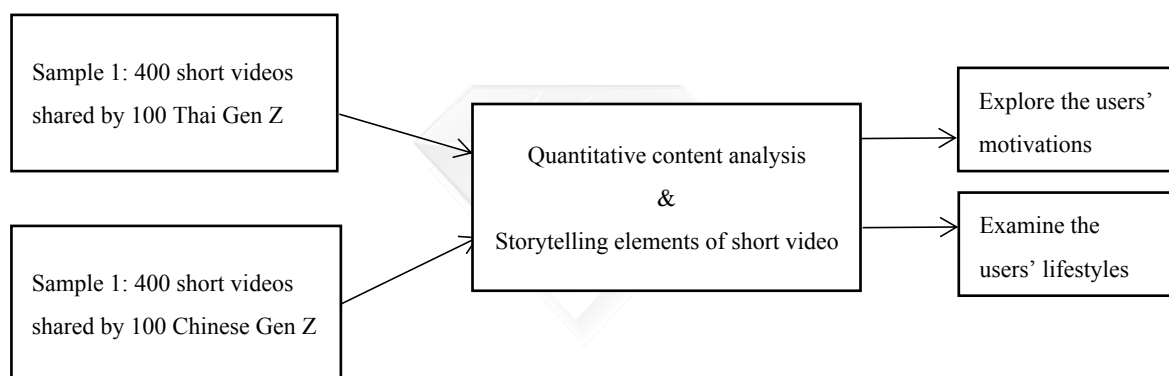 Sample 1: 400 short videos
shared by 100 Thai Gen Z
Sample 1: 400 short videos
shared by 100 Chinese Gen Z
Quantitative content analysis
&
Storytelling elements of short video
Explore the users’
motivations
Examine the
users’ lifestyles